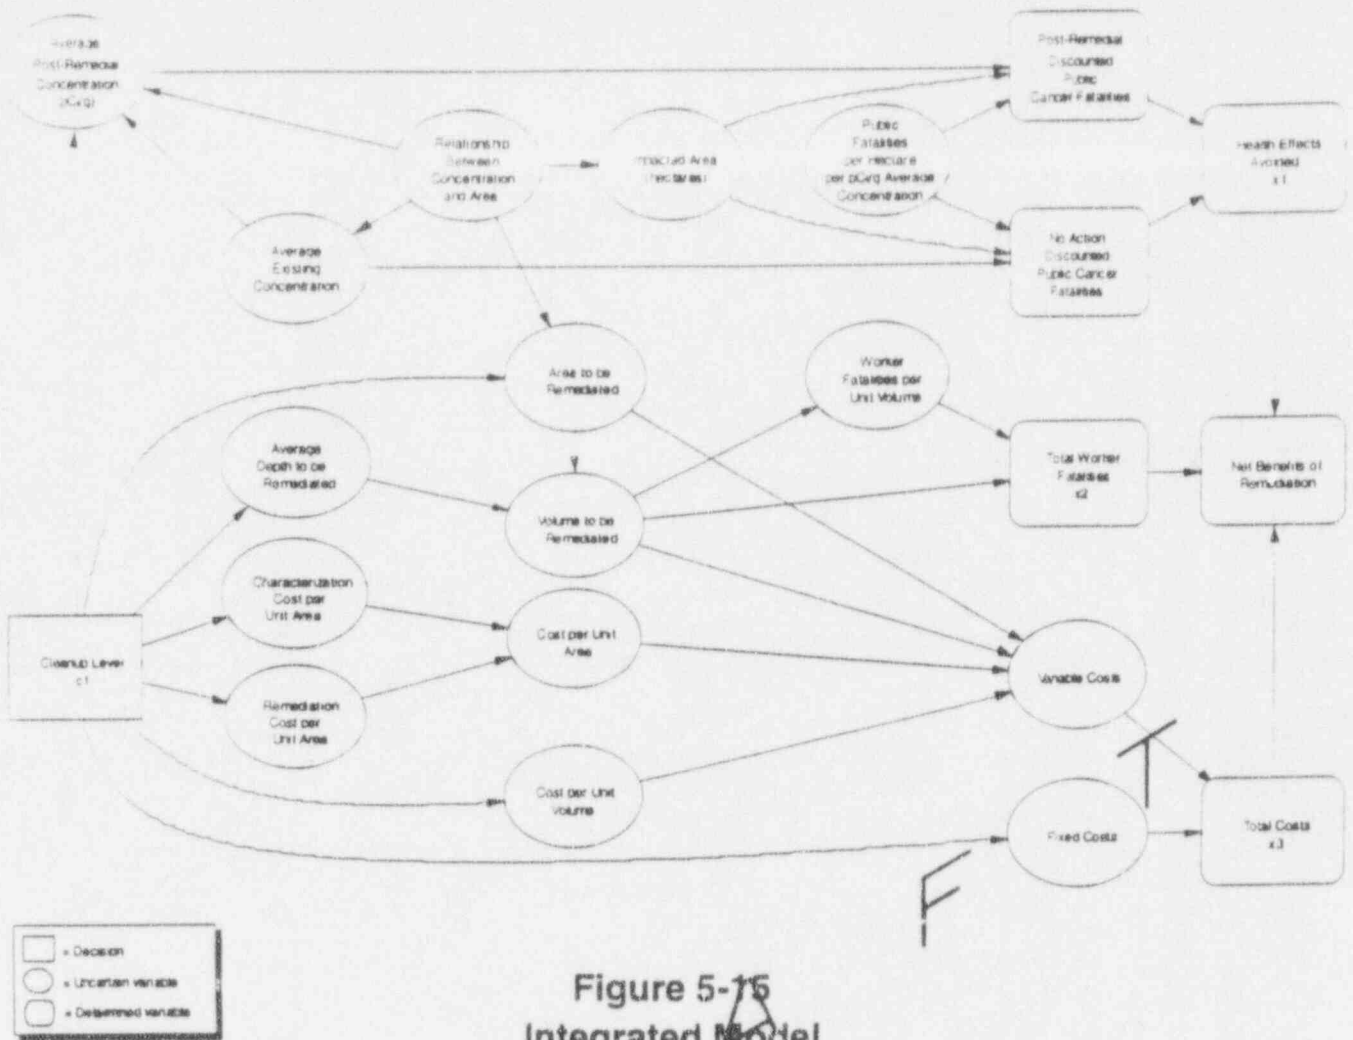 Average
Post-Remedial
Concentration
(pCi/g)
Relationship
Between
Concentration
and Area
Impacted Area
(hectares)
Public
Fatalities
per Hectare
per pCi/g Average
Concentration
Post-Remedial
Discounted
Public
Cancer Fatalities
Health Effects
Avoided
x1
Average
Existing
Concentration
No Action
Discounted
Public Cancer
Fatalities
Area to be
Remediated
Worker
Fatalities per
Unit Volume
Average
Depth to be
Remediated
Volume to be
Remediated
Total Worker
Fatalities
x2
Net Benefits of
Remediation
Characterization
Cost per
Unit Area
Cost per Unit
Area
Cleanup Level
c1
Remediation
Cost per
Unit Area
Variable Costs
Cost per Unit
Volume
Fixed Costs
Total Costs
x3
= Decision
= Uncertain variable
= Determined variable
Figure 5-15
Integrated Model